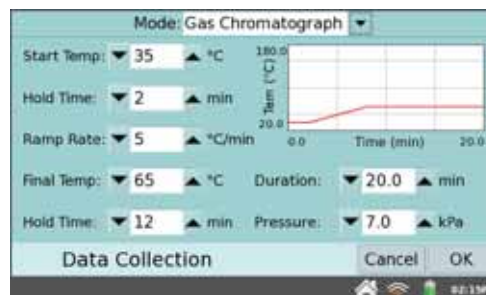 Mode: Gas Chromatograph
Start Temp: 35 °C
180.0
Tem (°C)
20.0
Hold Time: 2 min
Ramp Rate: 5 °C/min
0.0 Time (min) 20.0
Final Temp: 65 °C Duration: 20.0 min
Hold Time: 12 min Pressure: 7.0 kPa
Data Collection Cancel OK